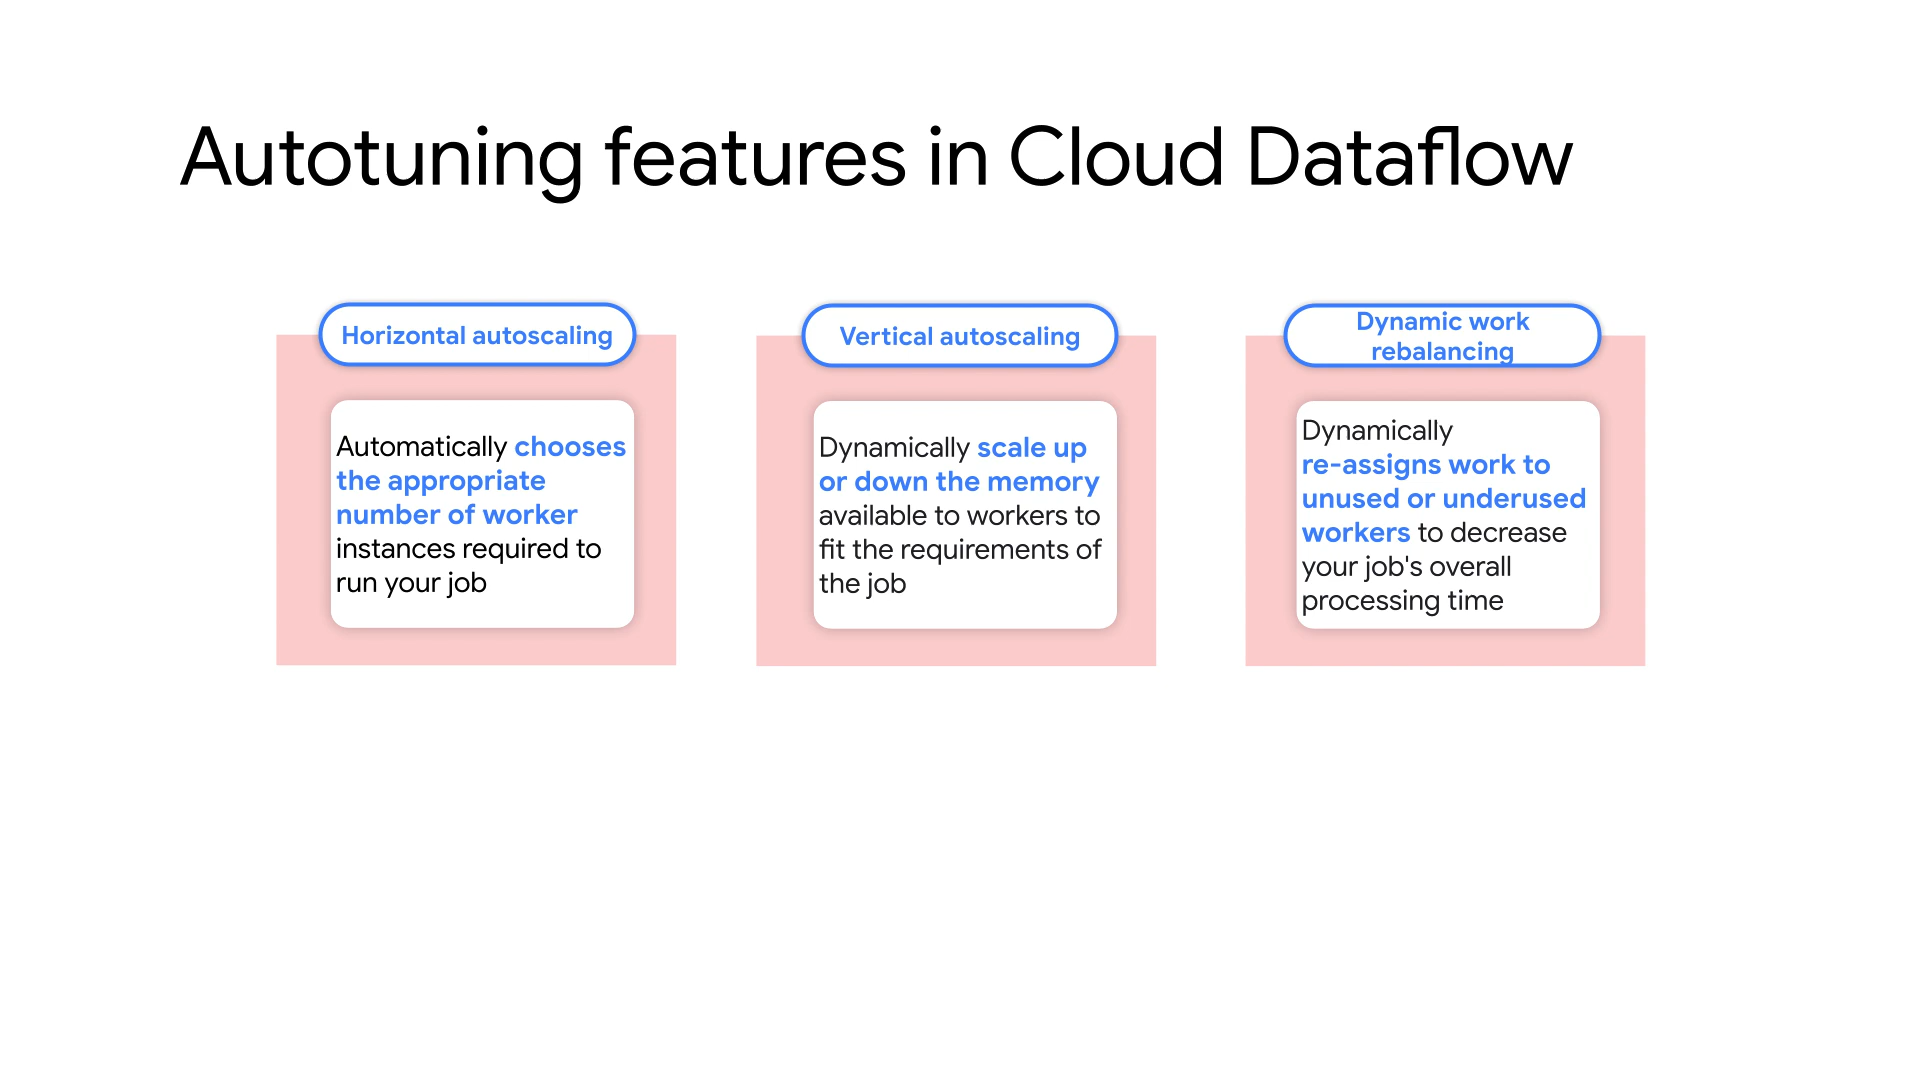 Autotuning features in Cloud Dataflow
Horizontal autoscaling
Automatically chooses
the appropriate
number of worker
instances required to
run your job
Vertical autoscaling
Dynamically scale up
or down the memory
available to workers to
fit the requirements of
the job
Dynamic work
rebalancing
Dynamically
re-assigns work to
unused or underused
workers to decrease
your job's overall
processing time